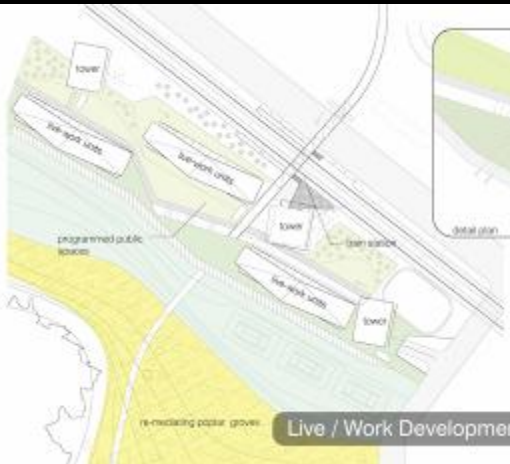 tower
live-work units
live-work units
programmed public
spaces
tower
train station
detail plan
live-work units
tower
re-mediating poplar groves
Live / Work Developmen